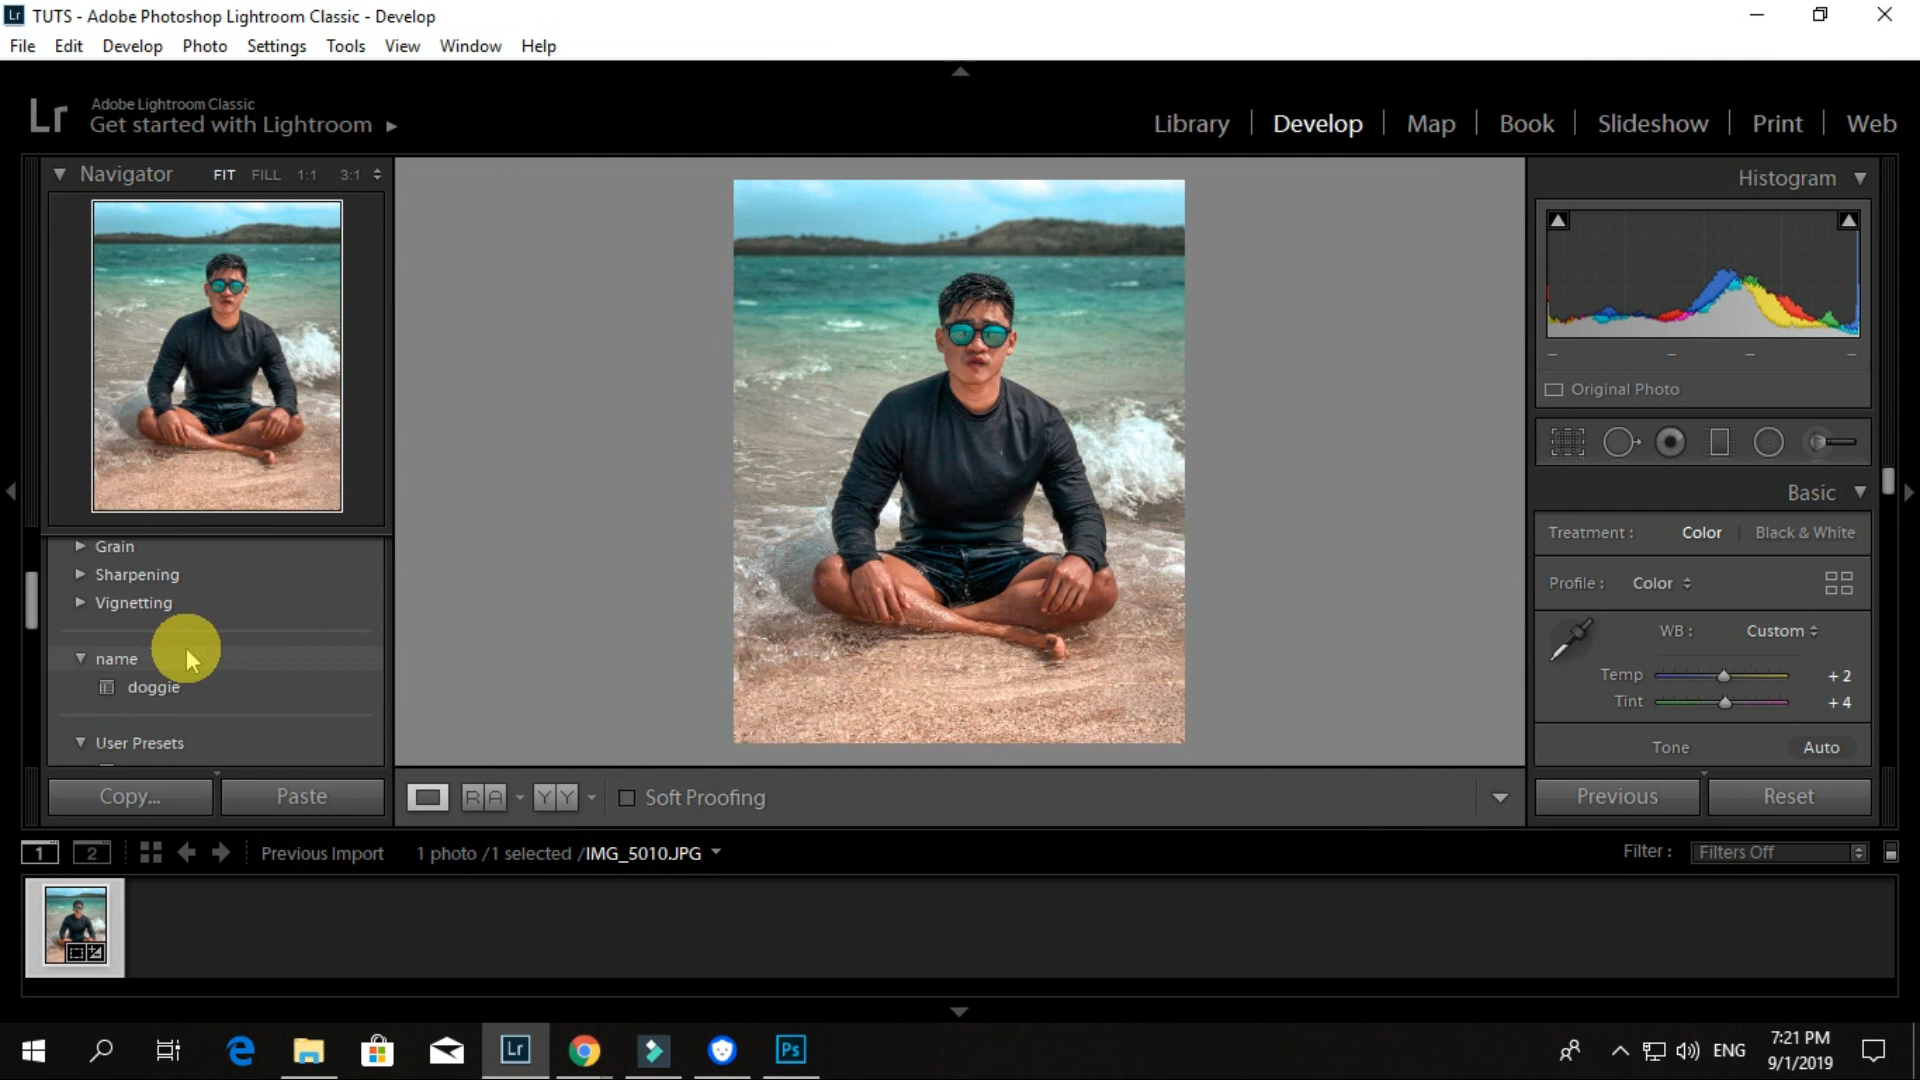 Lr TUTS - Adobe Photoshop Lightroom Classic - Develop
File Edit Develop Photo Settings Tools View Window Help
Lr Adobe Lightroom Classic
Get started with Lightroom
Library Develop Map Book Slideshow Print Web
Navigator FIT FILL 1:1 3:1
Histogram
Original Photo
Grain
Sharpening
Vignetting
name
doggie
User Presets
Basic
Treatment : Color Black & White
Profile : Color
WB : Custom
Temp +2
Tint +4
Tone Auto
Copy... Paste
R A Y Y Soft Proofing
Previous Reset
1 2 Previous Import 1 photo /1 selected /IMG_5010.JPG
Filter : Filters Off
Lr Ps
ENG
7:21 PM
9/1/2019